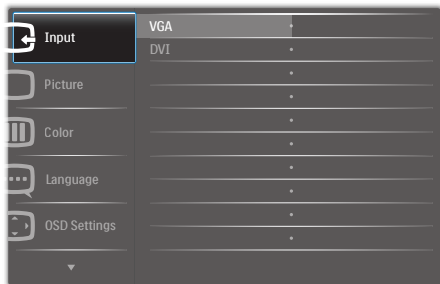 Input
Picture
Color
Language
OSD Settings
VGA
DVI